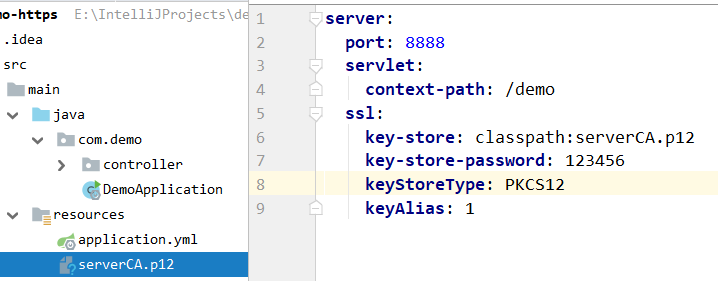 no-https E:\IntelliJProjects\de
.idea
src
main
java
com.demo
controller
DemoApplication
resources
application.yml
serverCA.p12
1 server:
2 port: 8888
3 servlet:
4 context-path: /demo
5 ssl:
6 key-store: classpath:serverCA.p12
7 key-store-password: 123456
8 keyStoreType: PKCS12
9 keyAlias: 1